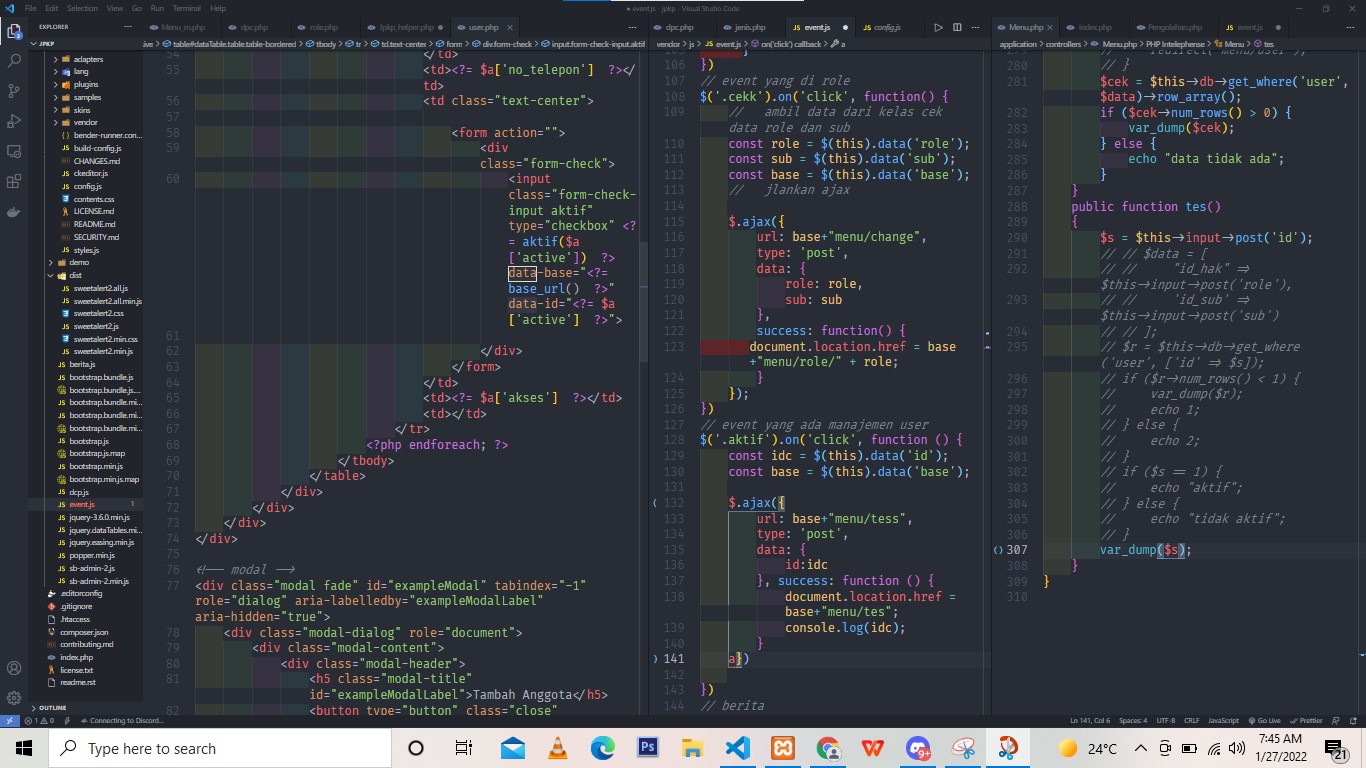 File Edit Selection View Go Run Terminal Help
● event.js - jpkp - Visual Studio Code
EXPLORER
Menu_m.php
dpc.php
role.php
Jpkp_helper.php
user.php
dpc.php
jenis.php
event.js
config.js
Menu.php
index.php
Pengolahan.php
event.js
JPKP
adapters
lang
plugins
samples
skins
vendor
bender-runner.con...
build-config.js
CHANGES.md
ckeditor.js
config.js
contents.css
LICENSE.md
README.md
SECURITY.md
styles.js
demo
dist
sweetalert2.all.js
sweetalert2.all.min.js
sweetalert2.css
sweetalert2.js
sweetalert2.min.css
sweetalert2.min.js
berita.js
bootstrap.bundle.js
bootstrap.bundle.js....
bootstrap.bundle.mi...
bootstrap.bundle.mi...
bootstrap.js
bootstrap.js.map
bootstrap.min.js
bootstrap.min.js.map
dcp.js
event.js 1
jquery-3.6.0.min.js
jquery.dataTables.mi...
jquery.easing.min.js
popper.min.js
sb-admin-2.js
sb-admin-2.min.js
.editorconfig
.gitignore
.htaccess
composer.json
contributing.md
index.php
license.txt
readme.rst
OUTLINE
ive > table#dataTable.table.table-bordered > tbody > tr > td.text-center > form > div.form-check > input.form-check-input.aktif
54 </td>
55 <td><?= $a['no_telepon'] ?></
td>
56 <td class="text-center">
57
58 <form action="">
59 <div
class="form-check">
60 <input
class="form-check-
input aktif"
type="checkbox" <?
= aktif($a
['active']) ?>
data-base="<?=
base_url() ?>"
data-id="<?= $a
['active'] ?>">
61
62 </div>
63 </form>
64 </td>
65 <td><?= $a['akses'] ?></td>
66 <td></td>
67 </tr>
68 <?php endforeach; ?>
69 </tbody>
70 </table>
71 </div>
72 </div>
73 </div>
74 </div>
75
76 <!-- modal -->
77 <div class="modal fade" id="exampleModal" tabindex="-1"
role="dialog" aria-labelledby="exampleModalLabel"
aria-hidden="true">
78 <div class="modal-dialog" role="document">
79 <div class="modal-content">
80 <div class="modal-header">
81 <h5 class="modal-title"
id="exampleModalLabel">Tambah Anggota</h5>
82 <button type="button" class="close"
vendor > js > event.js > on('click') callback > a
106 })
107 // event yang di role
108 $('.cekk').on('click', function() {
109 // ambil data dari kelas cek
data role dan sub
110 const role = $(this).data('role');
111 const sub = $(this).data('sub');
112 const base = $(this).data('base');
113 // jlankan ajax
114
115 $.ajax({
116 url: base+"menu/change",
117 type: 'post',
118 data: {
119 role: role,
120 sub: sub
121 },
122 success: function() {
123 document.location.href = base
+"menu/role/" + role;
124 }
125 });
126 })
127 // event yang ada manajemen user
128 $('.aktif').on('click', function () {
129 const idc = $(this).data('id');
130 const base = $(this).data('base');
131
132 $.ajax({
133 url: base+"menu/tess",
134 type: 'post',
135 data: {
136 id:idc
137 }, success: function () {
138 document.location.href =
base+"menu/tes";
139 console.log(idc);
140 }
141 a})
142
143 })
144 // berita
application > controllers > Menu.php > PHP Intelephense > Menu > tes
280 // }
281 $cek = $this->db->get_where('user',
$data)->row_array();
282 if ($cek->num_rows() > 0) {
283 var_dump($cek);
284 } else {
285 echo "data tidak ada";
286 }
287 }
288 public function tes()
289 {
290 $s = $this->input->post('id');
291 // // $data = [
292 // // "id_hak" =>
$this->input->post('role'),
293 // // 'id_sub' =>
$this->input->post('sub')
294 // // ];
295 // $r = $this->db->get_where
('user', ['id' => $s]);
296 // if ($r->num_rows() < 1) {
297 // var_dump($r);
298 // echo 1;
299 // } else {
300 // echo 2;
301 // }
302 // if ($s == 1) {
303 // echo "aktif";
304 // } else {
305 // echo "tidak aktif";
306 // }
307 var_dump($s);
308 }
309 }
310
1 0 Connecting to Discord...
Ln 141, Col 6 Spaces: 4 UTF-8 CRLF JavaScript Go Live Prettier
Type here to search
24°C
7:45 AM
1/27/2022
21